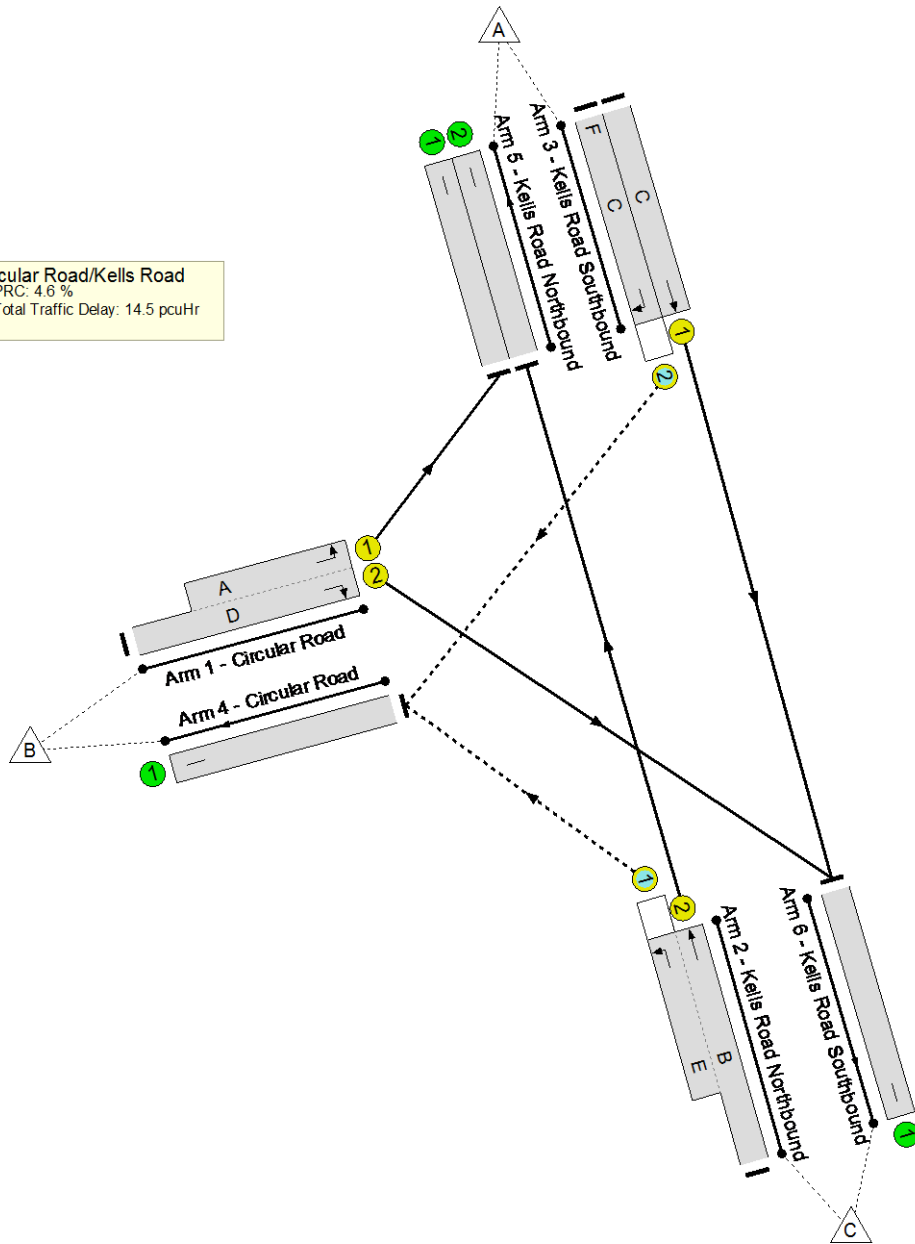 A
Arm 3 - Kells Road Southbound
F
C
C
1
2
Arm 5 - Kells Road Northbound
cular Road/Kells Road
PRC: 4.6 %
Total Traffic Delay: 14.5 pcuHr
1
2
1
2
A
D
Arm 1 - Circular Road
Arm 4 - Circular Road
B
1
1
2
Arm 2 - Kells Road Northbound
Arm 6 - Kells Road Southbound
B
E
1
C